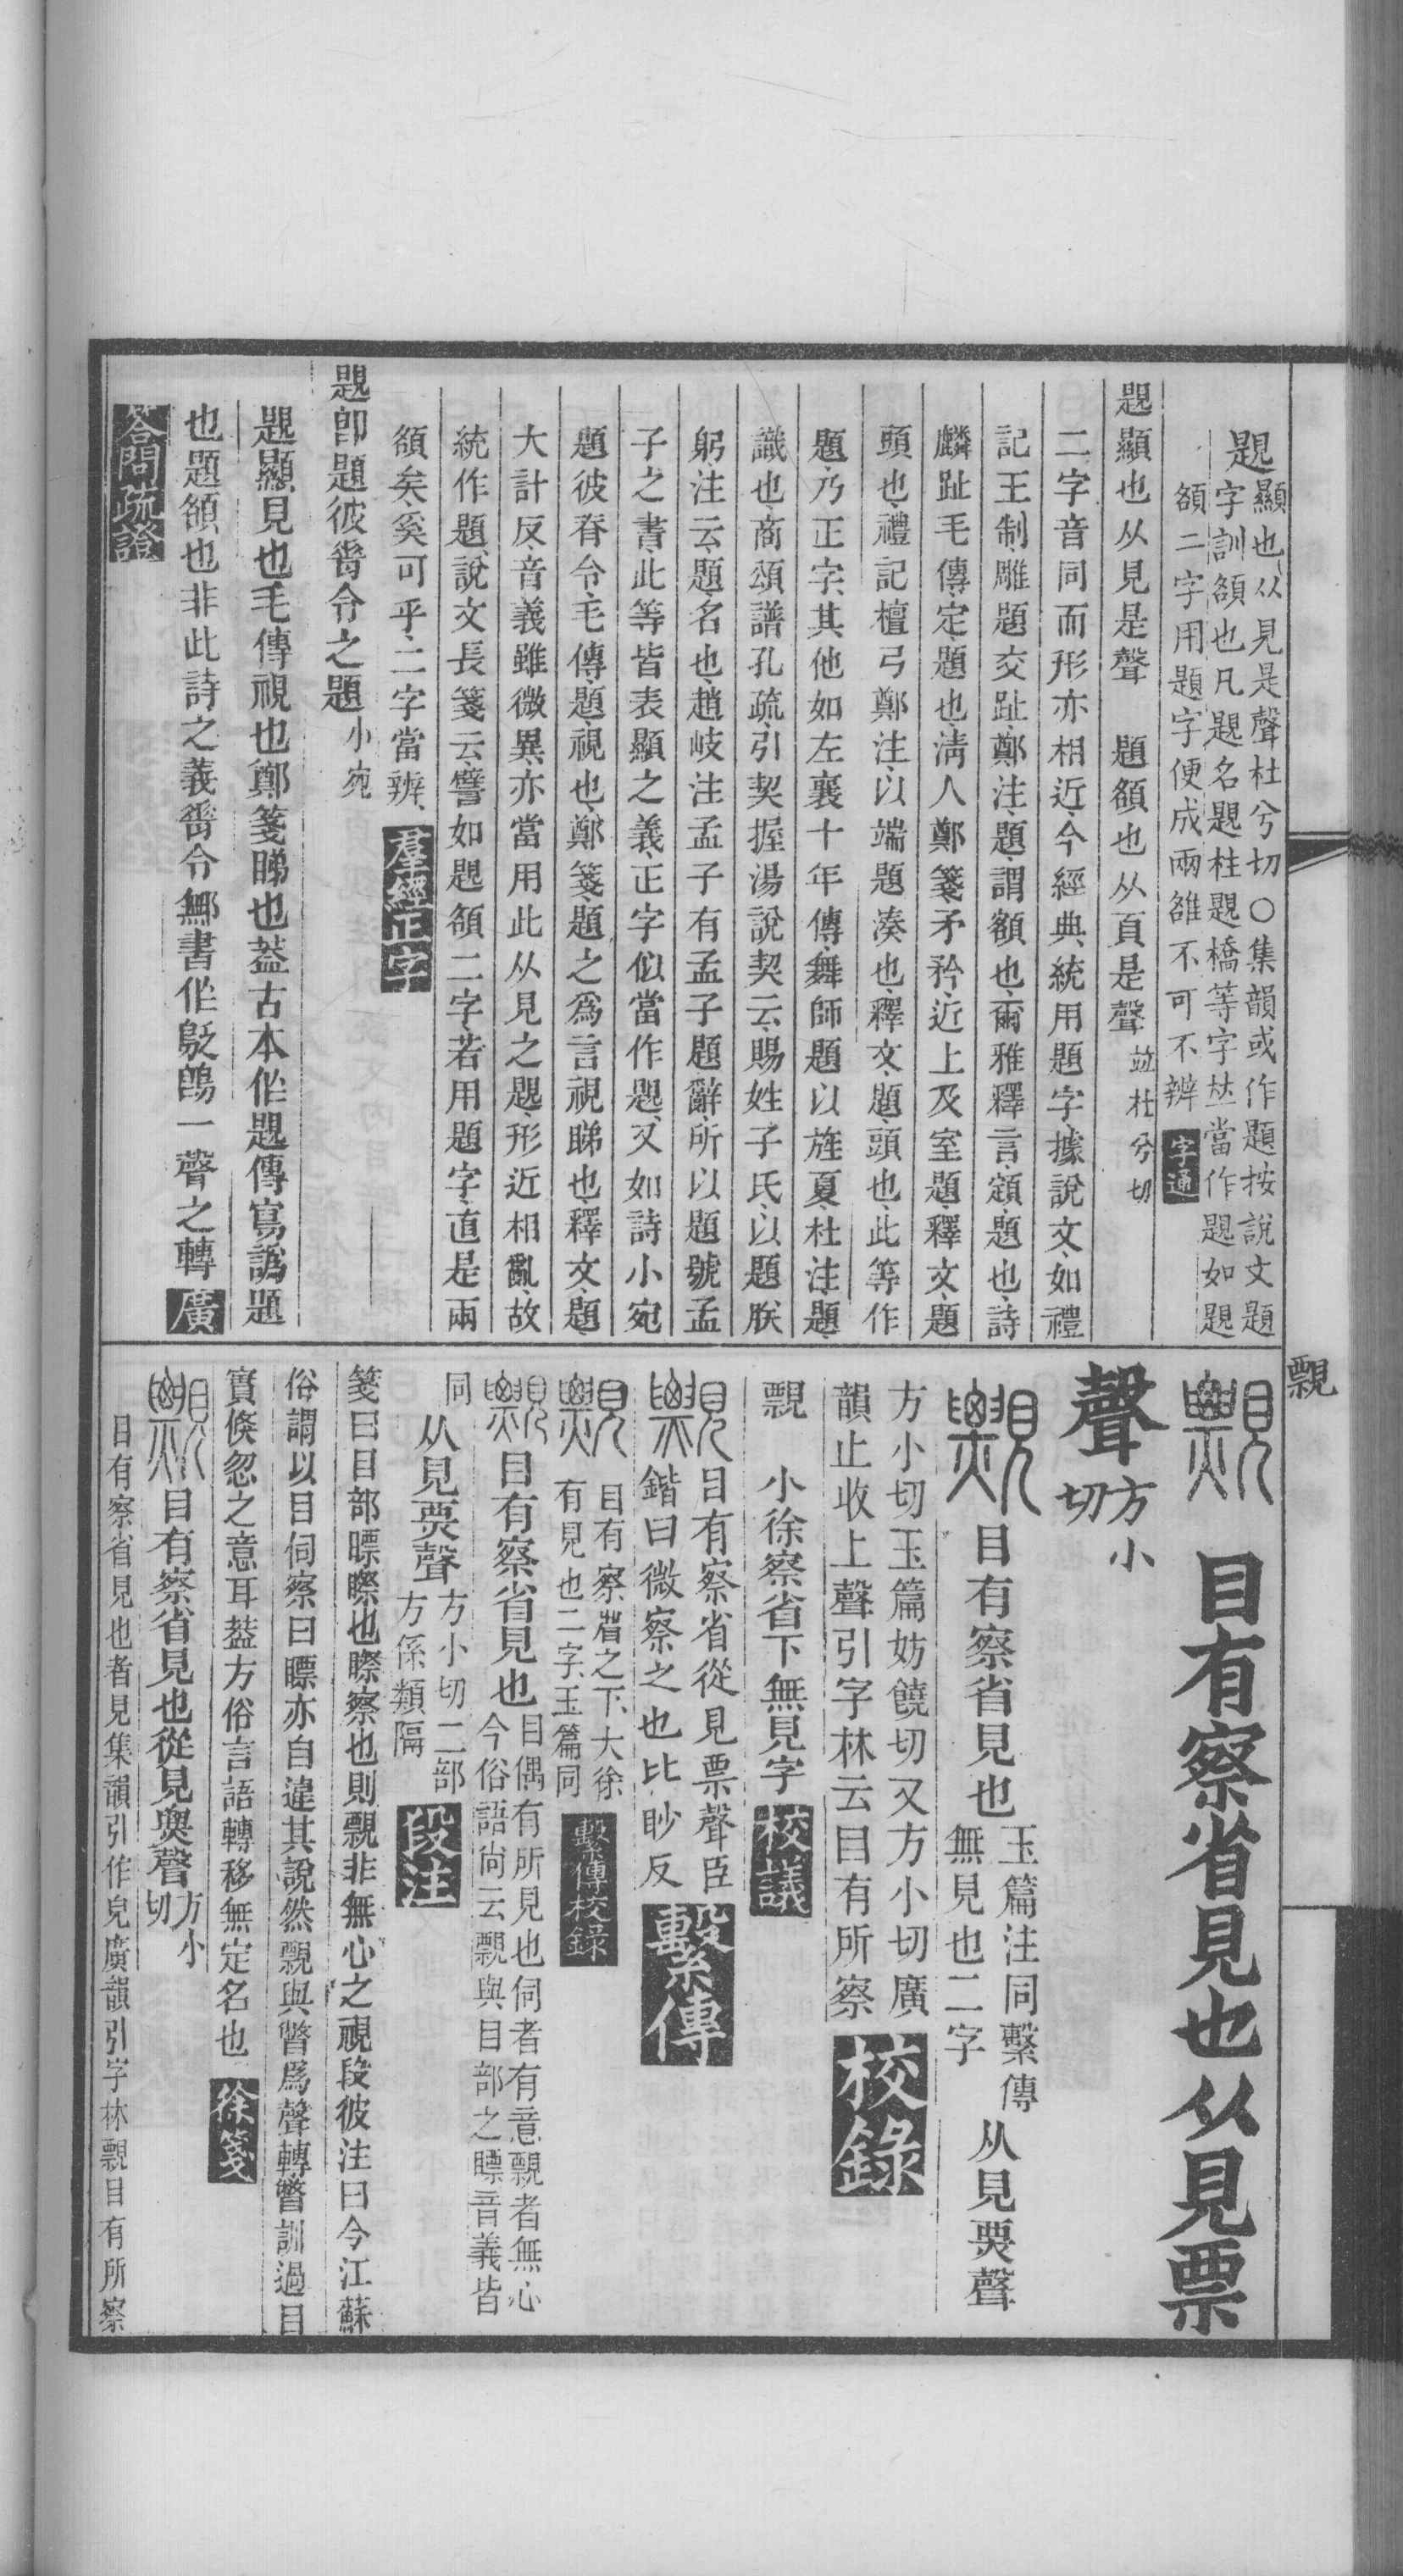 覭顯也从見是聲杜兮切〇集韻或作題按說文題
字訓頟也凡題名題柱題橋等字𠀤當作題如題
頟二字用題字便成兩雒不可不辨 字通
題顯也从見是聲 題頟也从頁是聲 竝杜兮切
二字音同而形亦相近今經典統用題字據說文如禮
記王制雕題交趾鄭注題謂額也爾雅釋言顁題也詩
麟趾毛傳定題也淸人鄭箋矛矜近上及室題釋文題
頭也禮記檀弓鄭注以端題湊也釋文題頭也此等作
題乃正字其他如左襄十年傳舞師題以旌夏杜注題
識也商頌譜孔疏引契握湯說契云賜姓子氏以題朕
躬注云題名也趙岐注孟子有孟子題辭所以題號孟
子之書此等皆表顯之義正字似當作題又如詩小宛
題彼脊令毛傳題視也鄭箋題之爲言視睇也釋文題
大計反音義雖微異亦當用此从見之題形近相亂故
統作題說文長箋云譬如題頟二字若用題字直是兩
頟矣奚可乎二字當辨 羣經正字
題卽題彼脊令之題小宛
題顯見也毛傳視也鄭箋睇也葢古本作題傳寫譌題
也題頟也非此詩之義脊令無書作䳭鴒一聲之轉 廣
答問疏證
覭
目有察省見也从見票
聲方小切
目有察省見也玉篇注同繫傳無見也二字从見𤐫聲
方小切玉篇妨饒切又方小切廣
韻止收上聲引字林云目有所察 校錄
覭 小徐察省下無見字 校議
目有察省從見票聲臣
鍇曰微察之也比眇反 繫傳
目有察省之下大徐
有見也二字玉篇同 繫傳校錄
目有察省見也目偶有所見也伺者有意覭者無心今俗語尚云覭與目部之瞟音義皆
同从見𤐫聲方小切二部方係類隔 段注
箋曰目部瞟瞭也瞭察也則覭非無心之視段彼注曰今江蘇
俗謂以目伺察曰瞟亦自違其說然覭與瞥爲聲轉瞥訓過目
實倏忽之意耳葢方俗言語轉移無定名也 徐箋
目有察省見也從見𤐫聲方小切
目有察省見也者見集韻引作皃廣韻引字林覭目有所察